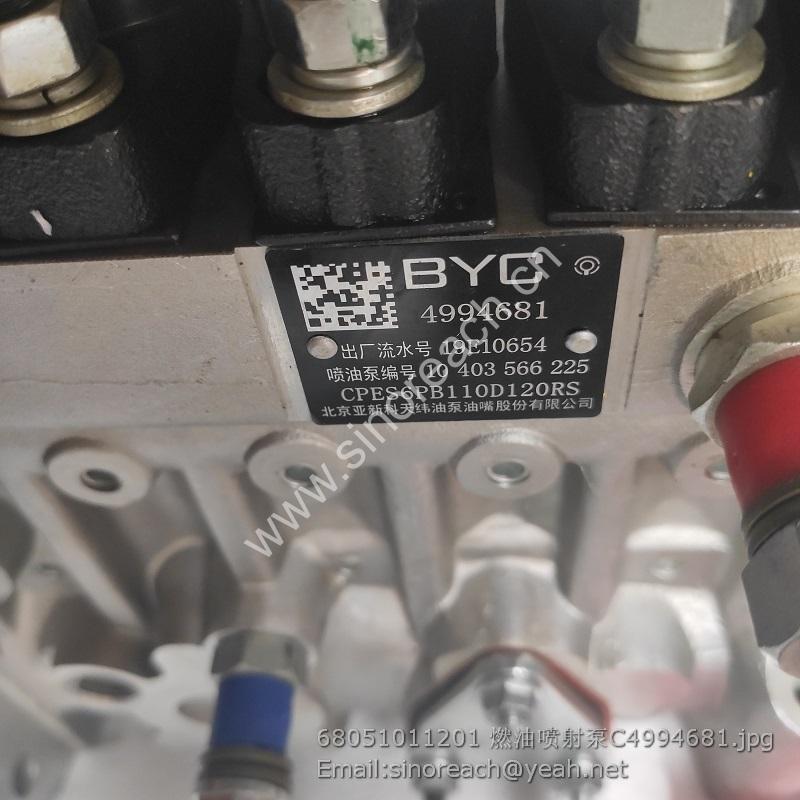 BYC
4994681
出厂流水号 19E10654
喷油泵编号 10 403 566 225
CPES6PB110D120RS
北京亚新科天纬油泵油嘴股份有限公司
www.sinoreach.cn
68051011201 燃油喷射泵C4994681.jpg
Email:sinoreach@yeah.net